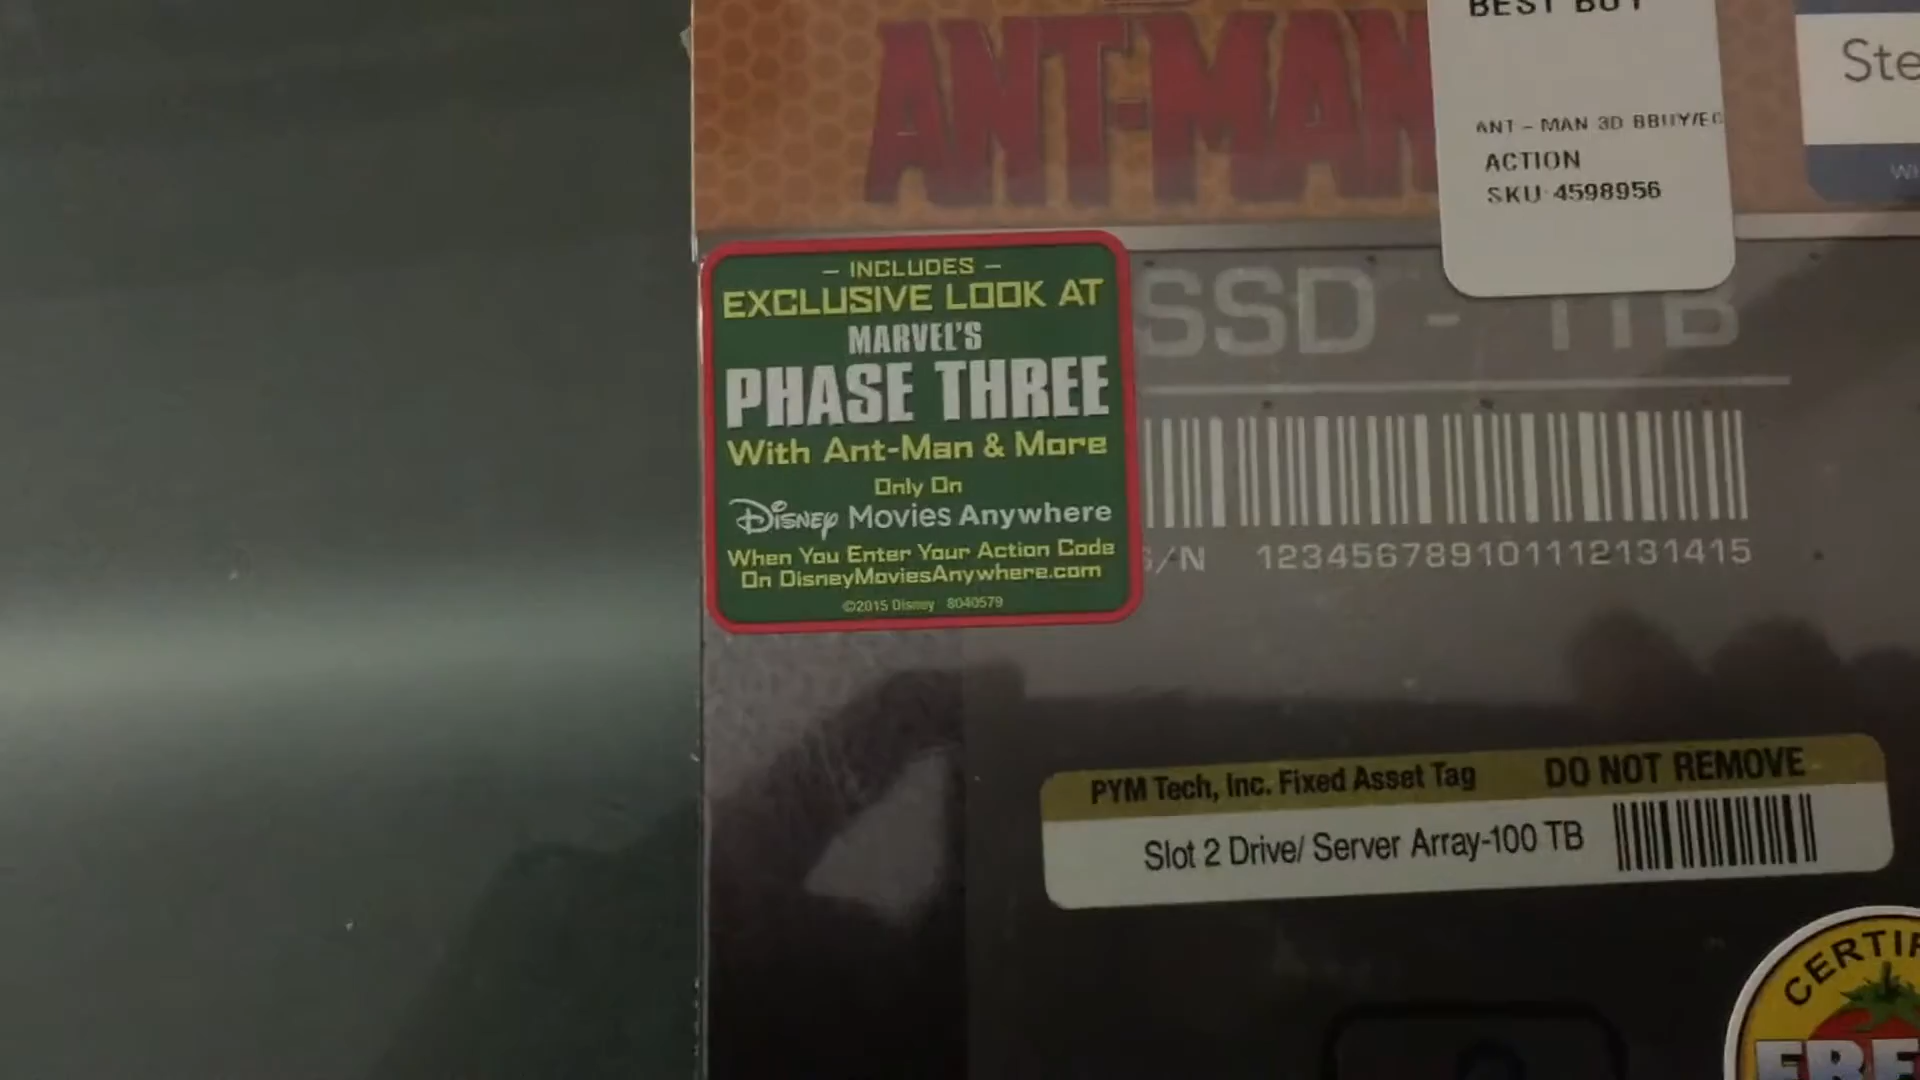 BEST BUY
ANT-MAN
Ste
ANT - MAN 3D BBUY/EC
ACTION
SKU:4598956
– INCLUDES –
EXCLUSIVE LOOK AT
MARVEL'S
PHASE THREE
With Ant-Man & More
Only On
Disney Movies Anywhere
When You Enter Your Action Code
On DisneyMoviesAnywhere.com
©2015 Disney 8040579
SSD - 1TB
S/N 123456789101112131415
PYM Tech, Inc. Fixed Asset Tag DO NOT REMOVE
Slot 2 Drive/ Server Array-100 TB
CERTIF
FRE